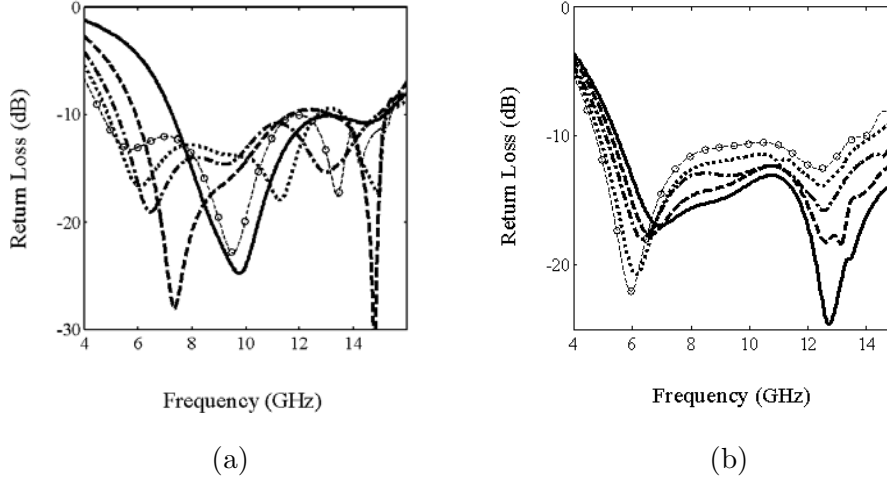 0
-10
-20
-30
4 6 8 10 12 14
Return Loss (dB)
Frequency (GHz)
(a)
0
-10
-20
4 6 8 10 12 14
Return Loss (dB)
Frequency (GHz)
(b)